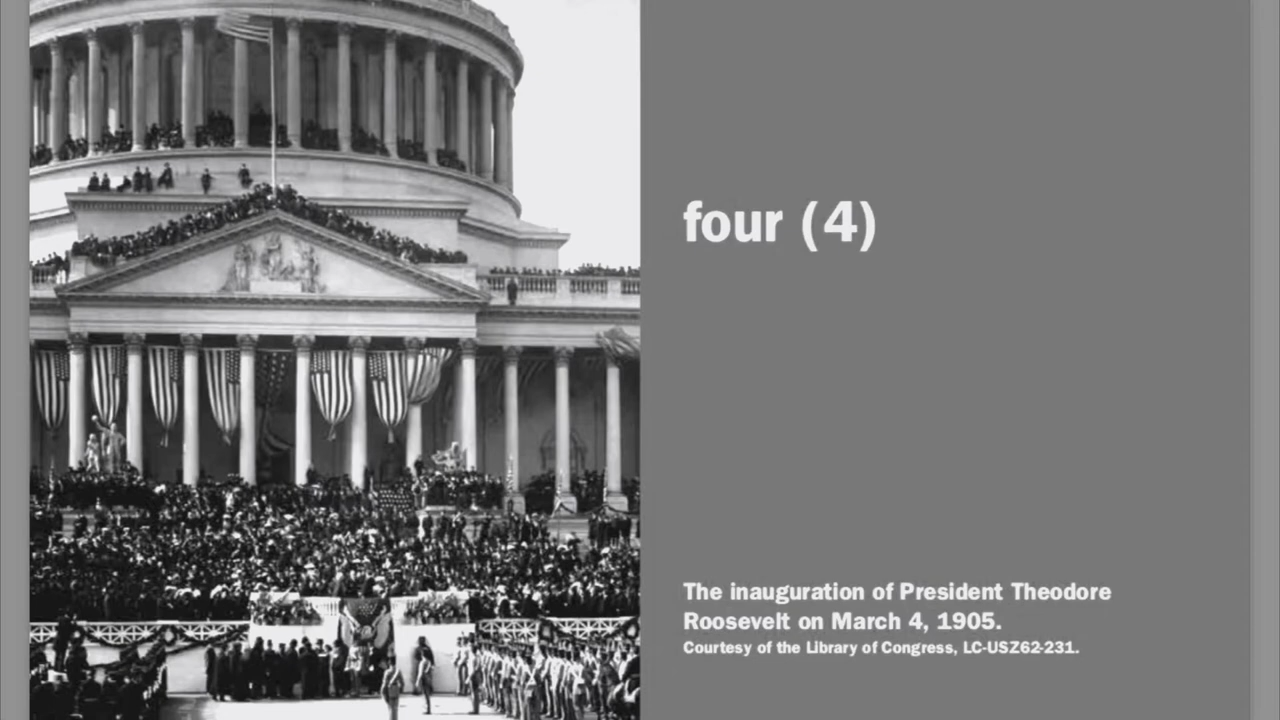 four (4)
The inauguration of President Theodore
Roosevelt on March 4, 1905.
Courtesy of the Library of Congress, LC-USZ62-231.